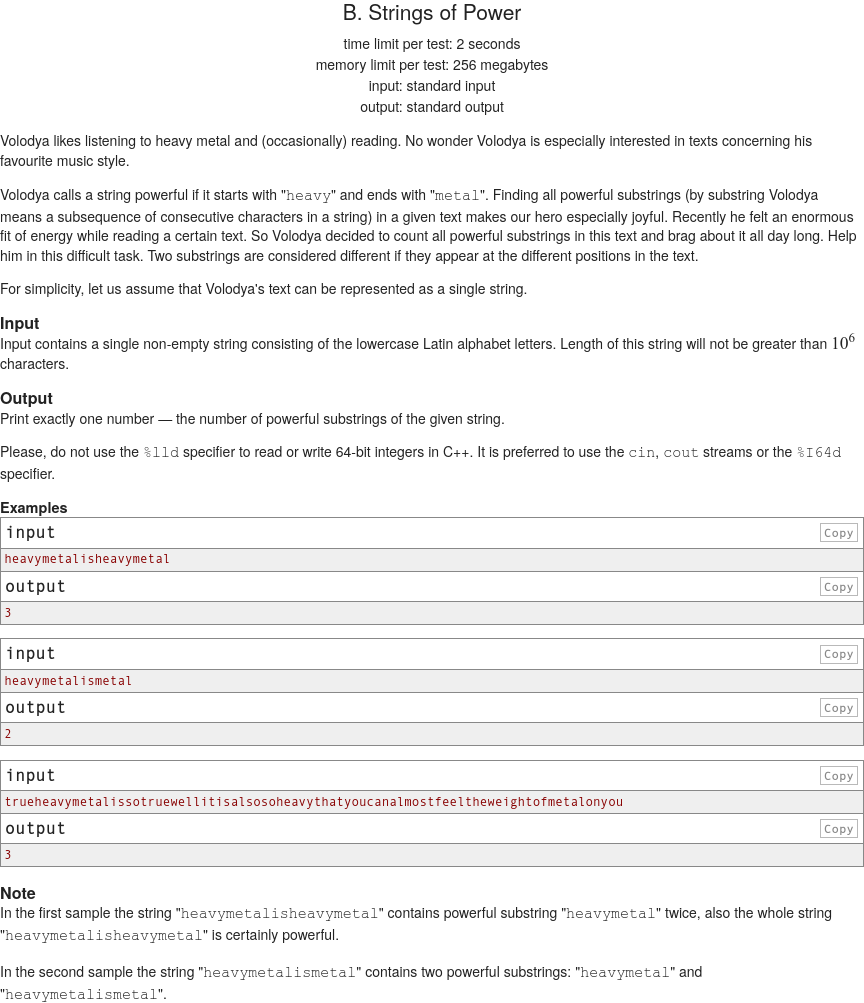 B. Strings of Power
time limit per test: 2 seconds
memory limit per test: 256 megabytes
input: standard input
output: standard output
Volodya likes listening to heavy metal and (occasionally) reading. No wonder Volodya is especially interested in texts concerning his
favourite music style.
Volodya calls a string powerful if it starts with "heavy" and ends with "metal". Finding all powerful substrings (by substring Volodya
means a subsequence of consecutive characters in a string) in a given text makes our hero especially joyful. Recently he felt an enormous
fit of energy while reading a certain text. So Volodya decided to count all powerful substrings in this text and brag about it all day long. Help
him in this difficult task. Two substrings are considered different if they appear at the different positions in the text.
For simplicity, let us assume that Volodya's text can be represented as a single string.
Input
Input contains a single non-empty string consisting of the lowercase Latin alphabet letters. Length of this string will not be greater than 10^6
characters.
Output
Print exactly one number — the number of powerful substrings of the given string.
Please, do not use the %lld specifier to read or write 64-bit integers in C++. It is preferred to use the cin, cout streams or the %I64d
specifier.
Examples
input Copy
heavymetalisheavymetal
output Copy
3
input Copy
heavymetalismetal
output Copy
2
input Copy
trueheavymetalissotruewellitisalsosoheavythatyoucanalmostfeeltheweightofmetalonyou
output Copy
3
Note
In the first sample the string "heavymetalisheavymetal" contains powerful substring "heavymetal" twice, also the whole string
"heavymetalisheavymetal" is certainly powerful.
In the second sample the string "heavymetalismetal" contains two powerful substrings: "heavymetal" and
"heavymetalismetal".